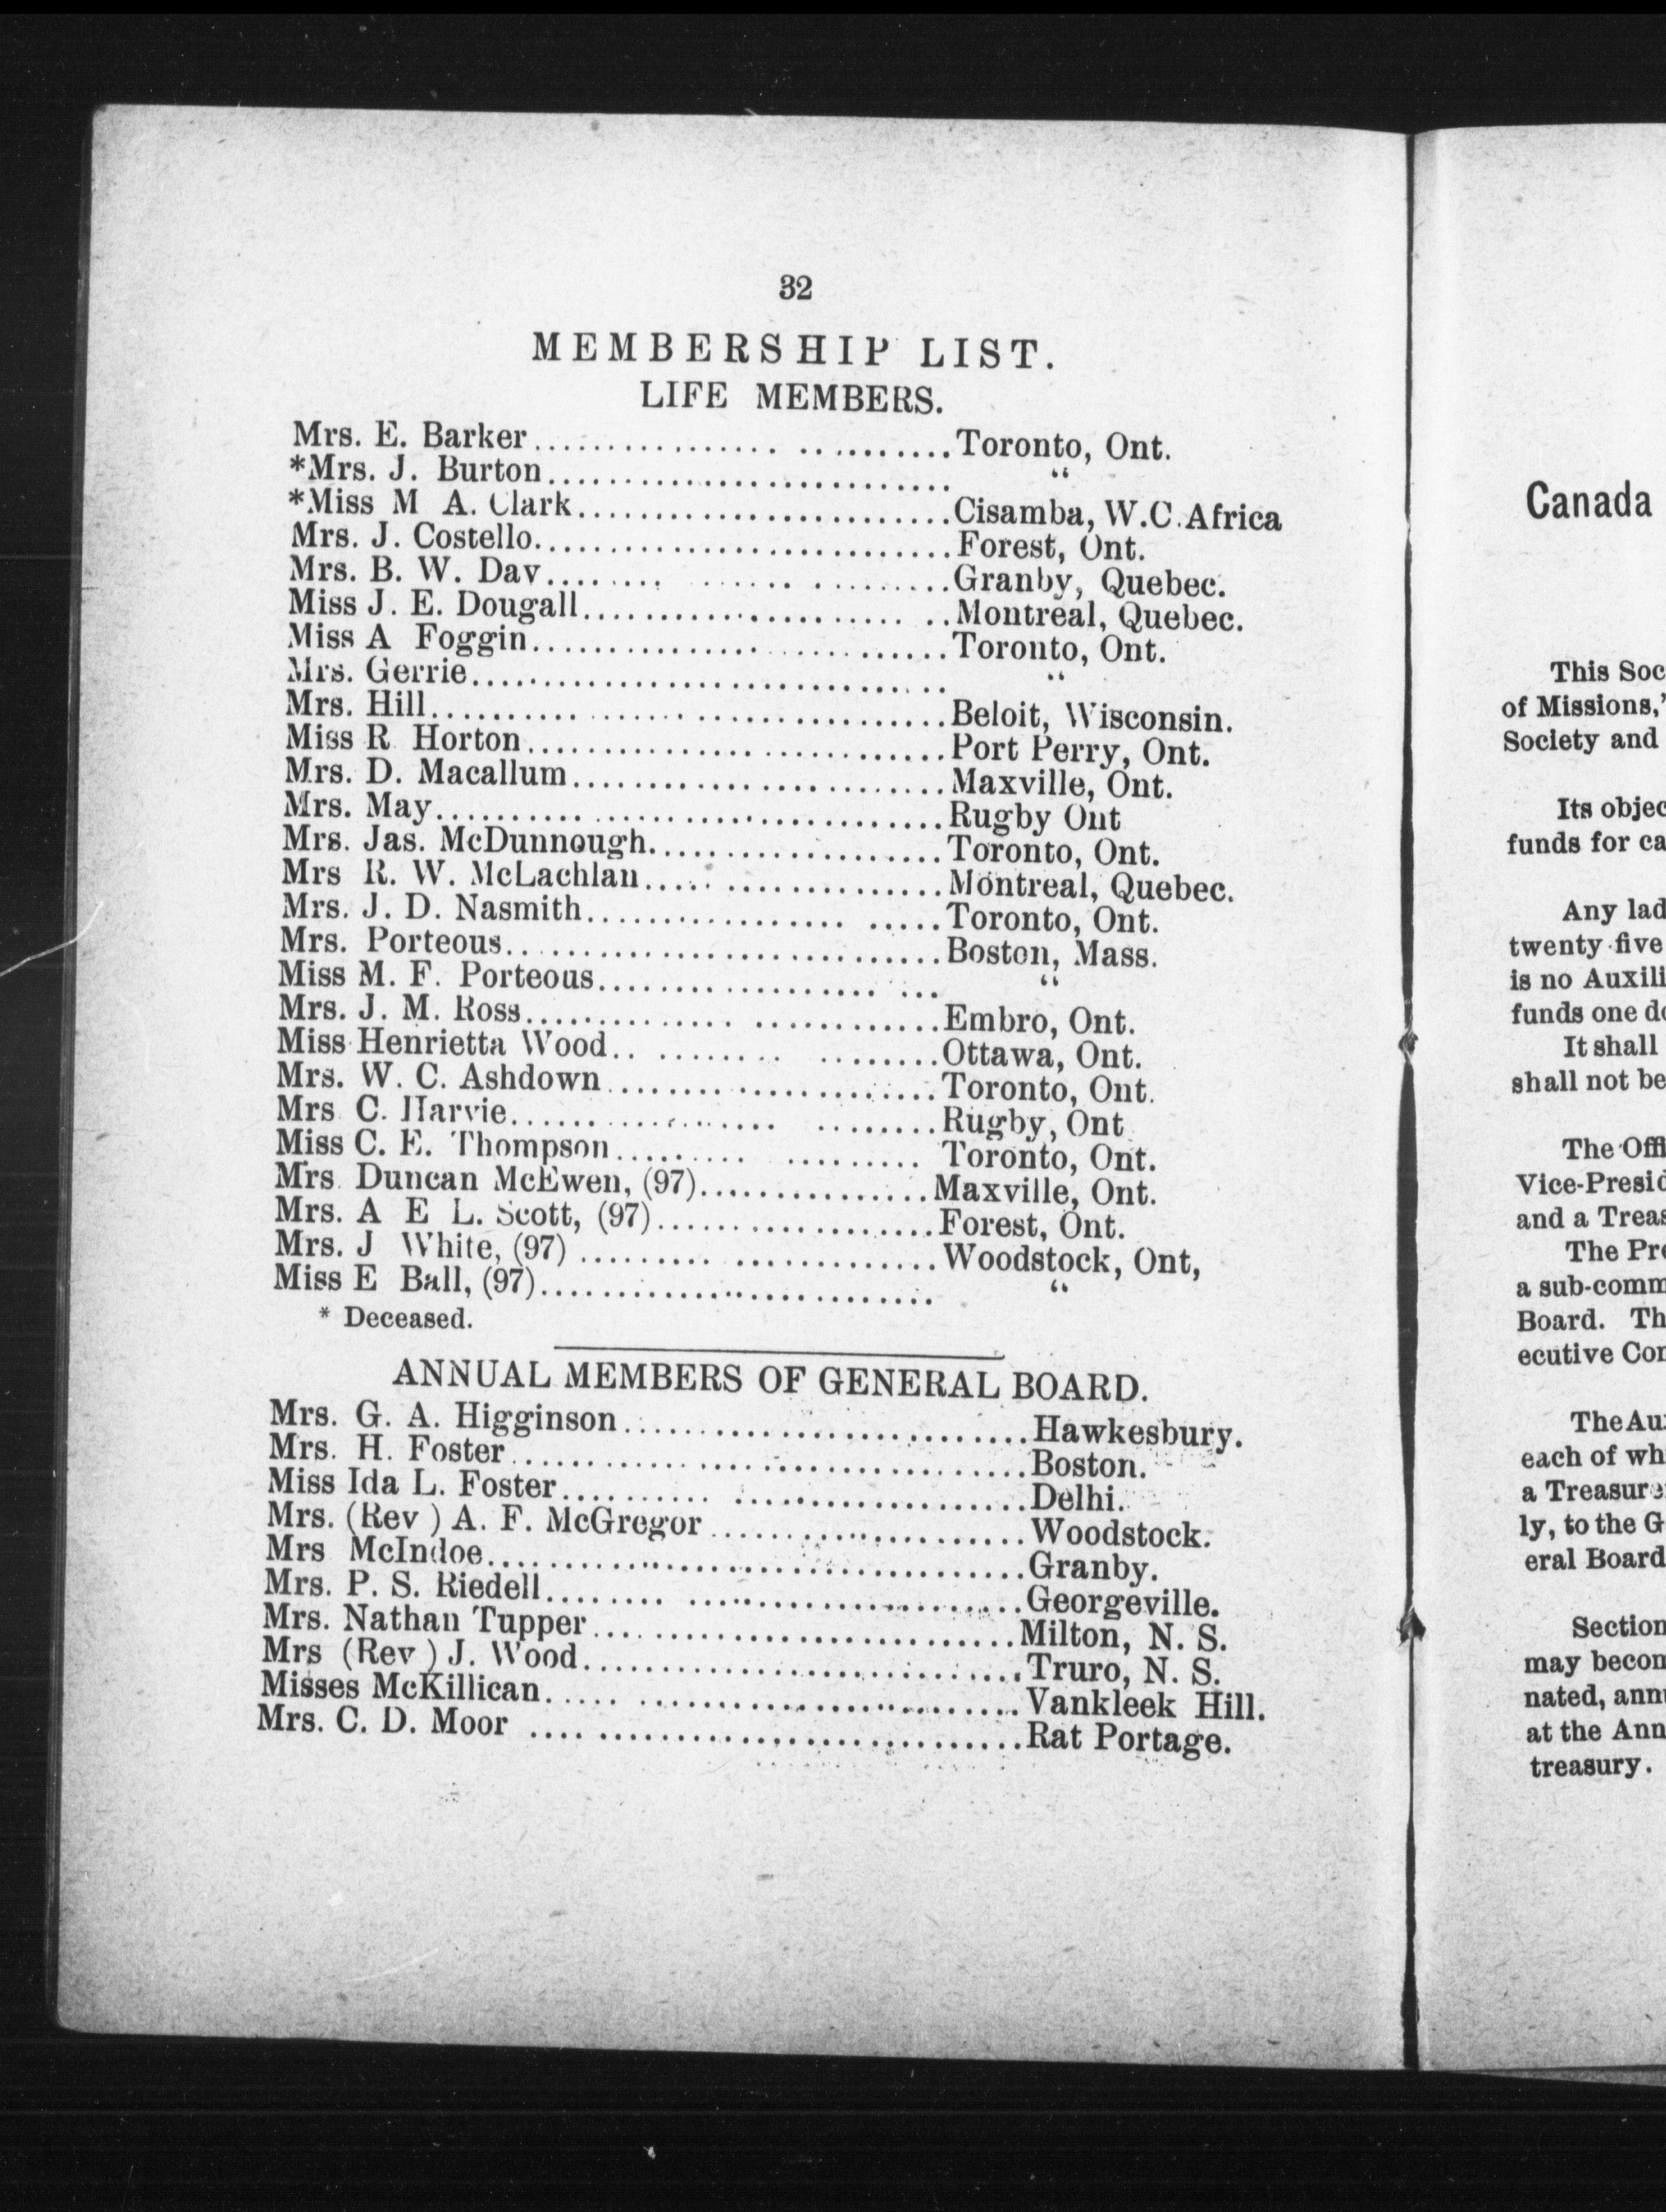 32
MEMBERSHIP LIST.
LIFE MEMBERS.
Mrs. E. Barker................ ..........Toronto, Ont.
*Mrs. J. Burton........................... “
*Miss M A. Clark.........................Cisamba, W.C.Africa
Mrs. J. Costello............................Forest, Ont.
Mrs. B. W. Day........ ...... .........Granby, Quebec.
Miss J. E. Dougall...................... ..Montreal, Quebec.
Miss A Foggin............................Toronto, Ont.
Mrs. Gerrie................................ “
Mrs. Hill...................................Beloit, Wisconsin.
Miss R Horton............................Port Perry, Ont.
Mrs. D. Macallum.........................Maxville, Ont.
Mrs. May..................................Rugby Ont
Mrs. Jas. McDunnough....................Toronto, Ont.
Mrs R. W. McLachlan..... ...............Montreal, Quebec.
Mrs. J. D. Nasmith................... .....Toronto, Ont.
Mrs. Porteous.............................Boston, Mass.
Miss M. F. Porteous................... ... “
Mrs. J. M. Ross.............. .............Embro, Ont.
Miss Henrietta Wood.. ......... ........Ottawa, Ont.
Mrs. W. C. Ashdown......................Toronto, Ont.
Mrs C. Harvie.................. ........Rugby, Ont
Miss C. E. Thompson......... ......... Toronto, Ont.
Mrs Duncan McEwen, (97)...............Maxville, Ont.
Mrs. A E L. Scott, (97)...................Forest, Ont.
Mrs. J White, (97) ......... .............Woodstock, Ont,
Miss E Ball, (97)........................... “
* Deceased.
ANNUAL MEMBERS OF GENERAL BOARD.
Mrs. G. A. Higginson...........................Hawkesbury.
Mrs. H. Foster..................................Boston.
Miss Ida L. Foster.......... ...................Delhi.
Mrs. (Rev ) A. F. McGregor.....................Woodstock.
Mrs McIndoe....................................Granby.
Mrs. P. S. Riedell........ ......................Georgeville.
Mrs. Nathan Tupper............................Milton, N. S.
Mrs (Rev ) J. Wood.............................Truro, N. S.
Misses McKillican..... .........................Vankleek Hill.
Mrs. C. D. Moor .... ............................Rat Portage.
Canada
This Soc
of Missions,’
Society and
Its objec
funds for ca
Any lad
twenty five
is no Auxili
funds one do
It shall
shall not be
The Offi
Vice-Presid
and a Treas
The Pre
a sub-comm
Board. Th
ecutive Con
The Au
each of wh
a Treasure
ly, to the G
eral Board
Section
may becom
nated, ann
at the Ann
treasury.